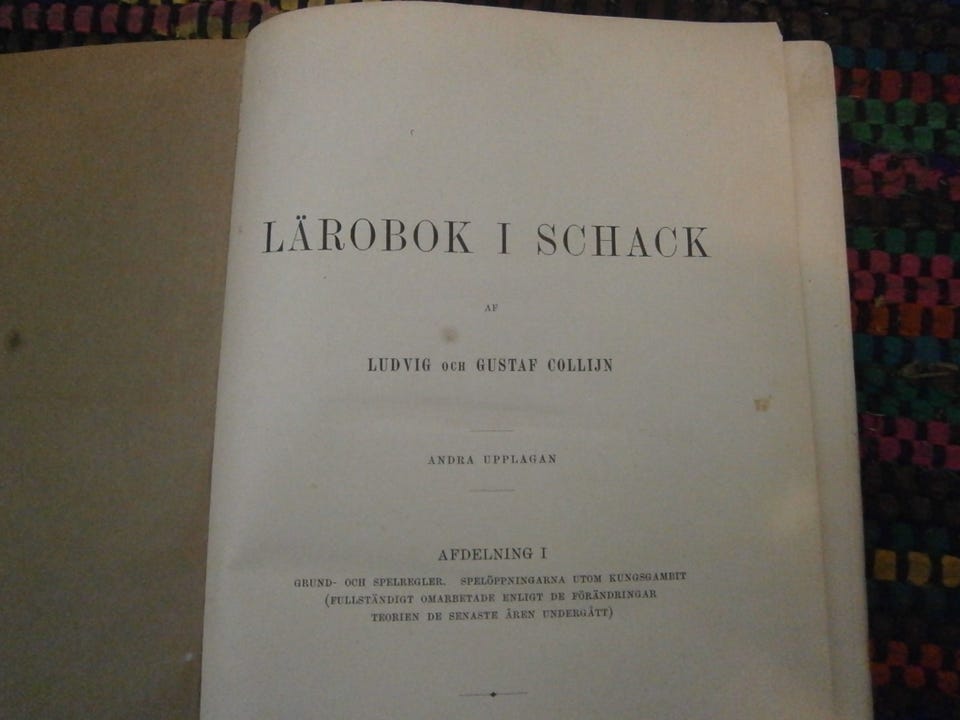 LÄROBOK I SCHACK
AF
LUDVIG OCH GUSTAF COLLIJN
ANDRA UPPLAGAN
AFDELNING I
GRUND- OCH SPELREGLER. SPELÖPPNINGARNA UTOM KUNGSGAMBIT
(FULLSTÄNDIGT OMARBETADE ENLIGT DE FÖRÄNDRINGAR
TEORIEN DE SENASTE ÅREN UNDERGÅTT)